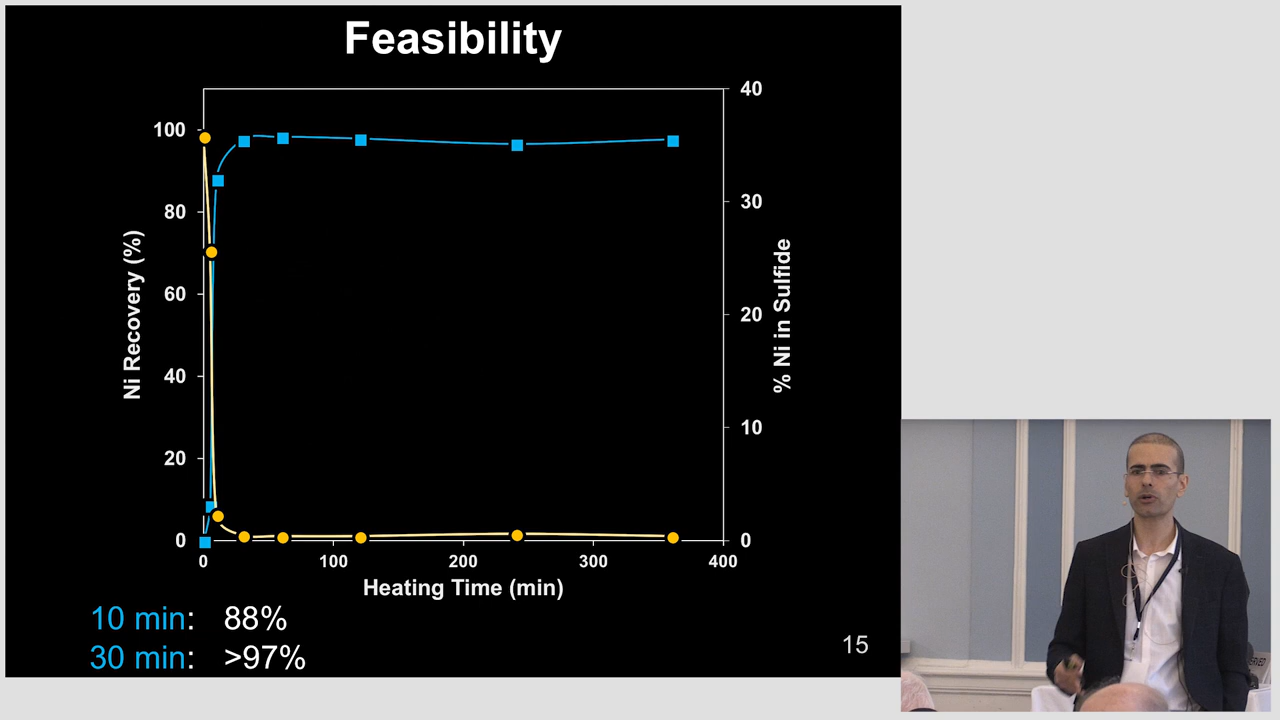 Feasibility
100
80
60
40
20
0
Ni Recovery (%)
40
30
20
10
0
% Ni in Sulfide
0 100 200 300 400
Heating Time (min)
10 min: 88%
30 min: >97%
15